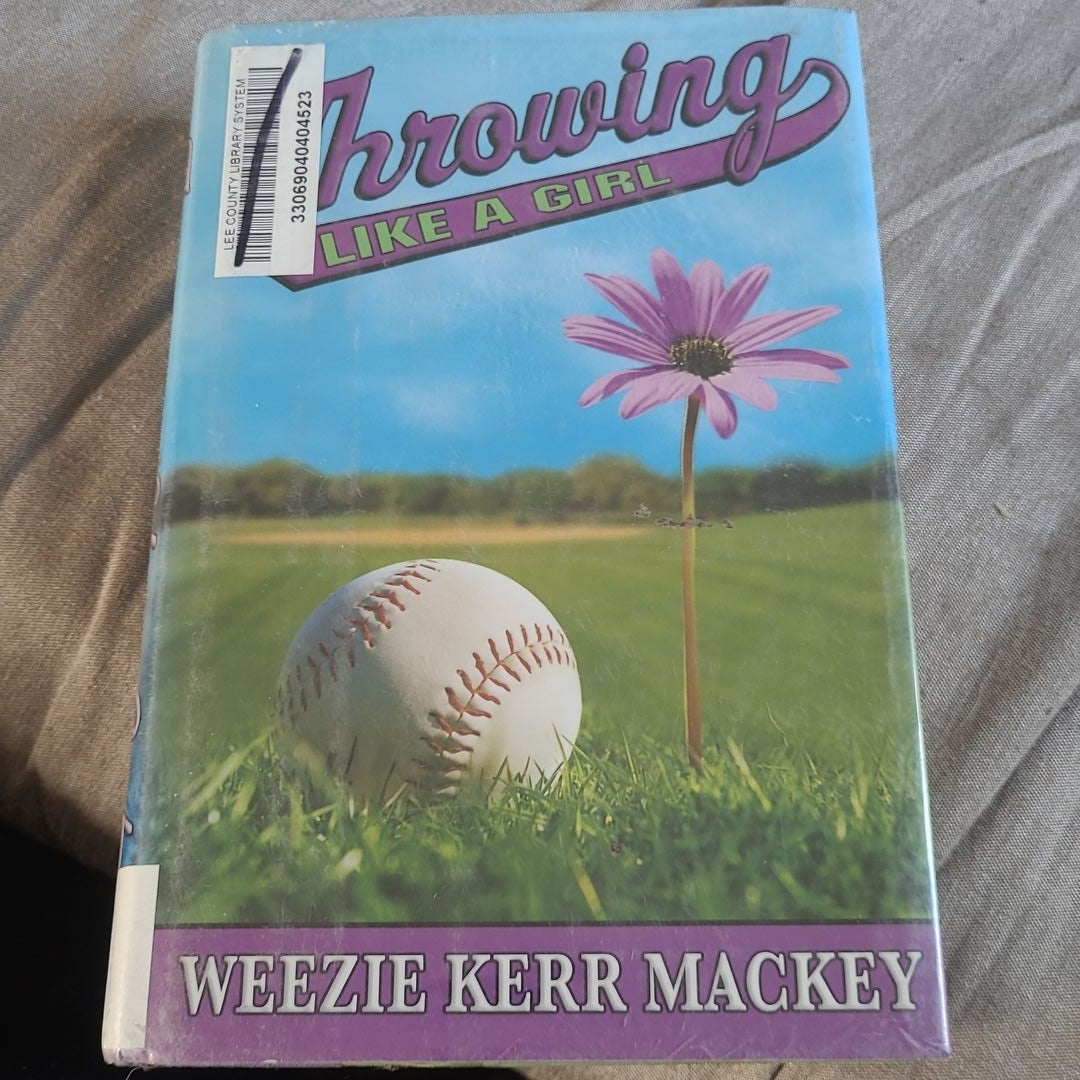 LEE COUNTY LIBRARY SYSTEM
33069040404523
Throwing
LIKE A GIRL
WEEZIE KERR MACKEY